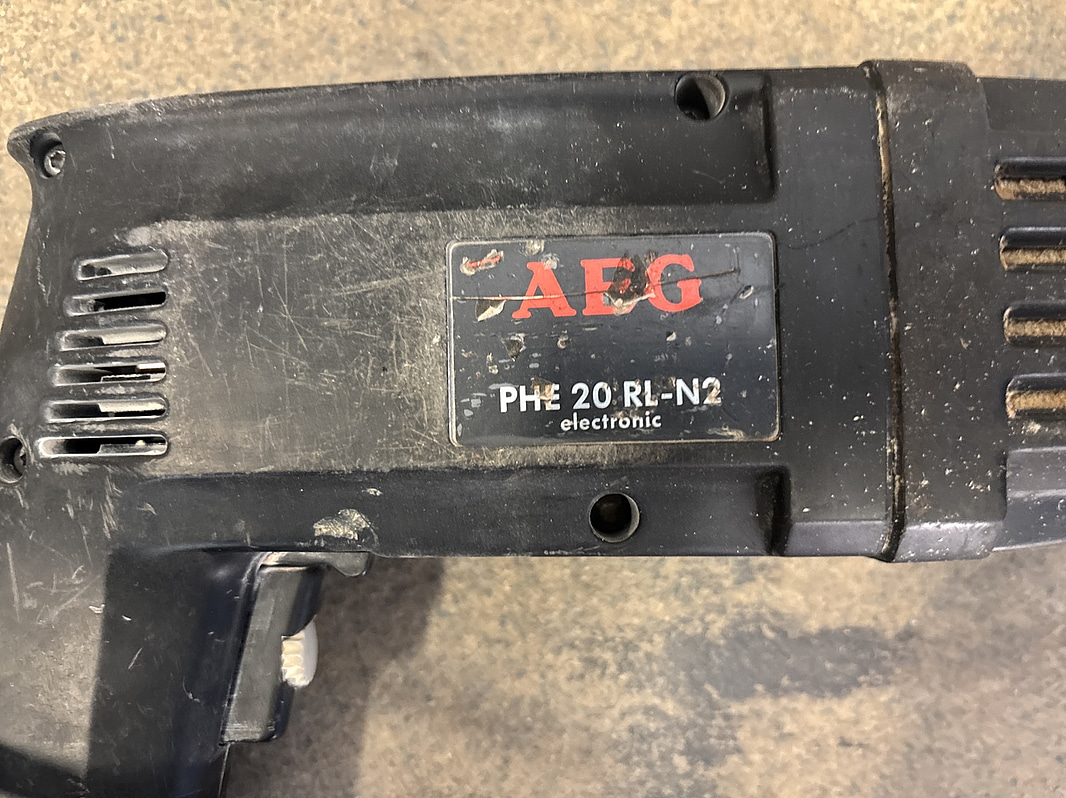 AEG
PHE 20 RL-N2
electronic